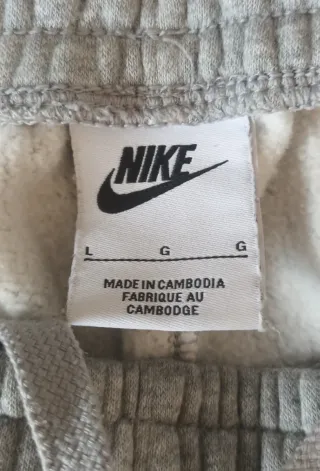 NIKE
L G G
MADE IN CAMBODIA
FABRIQUE AU
CAMBODGE